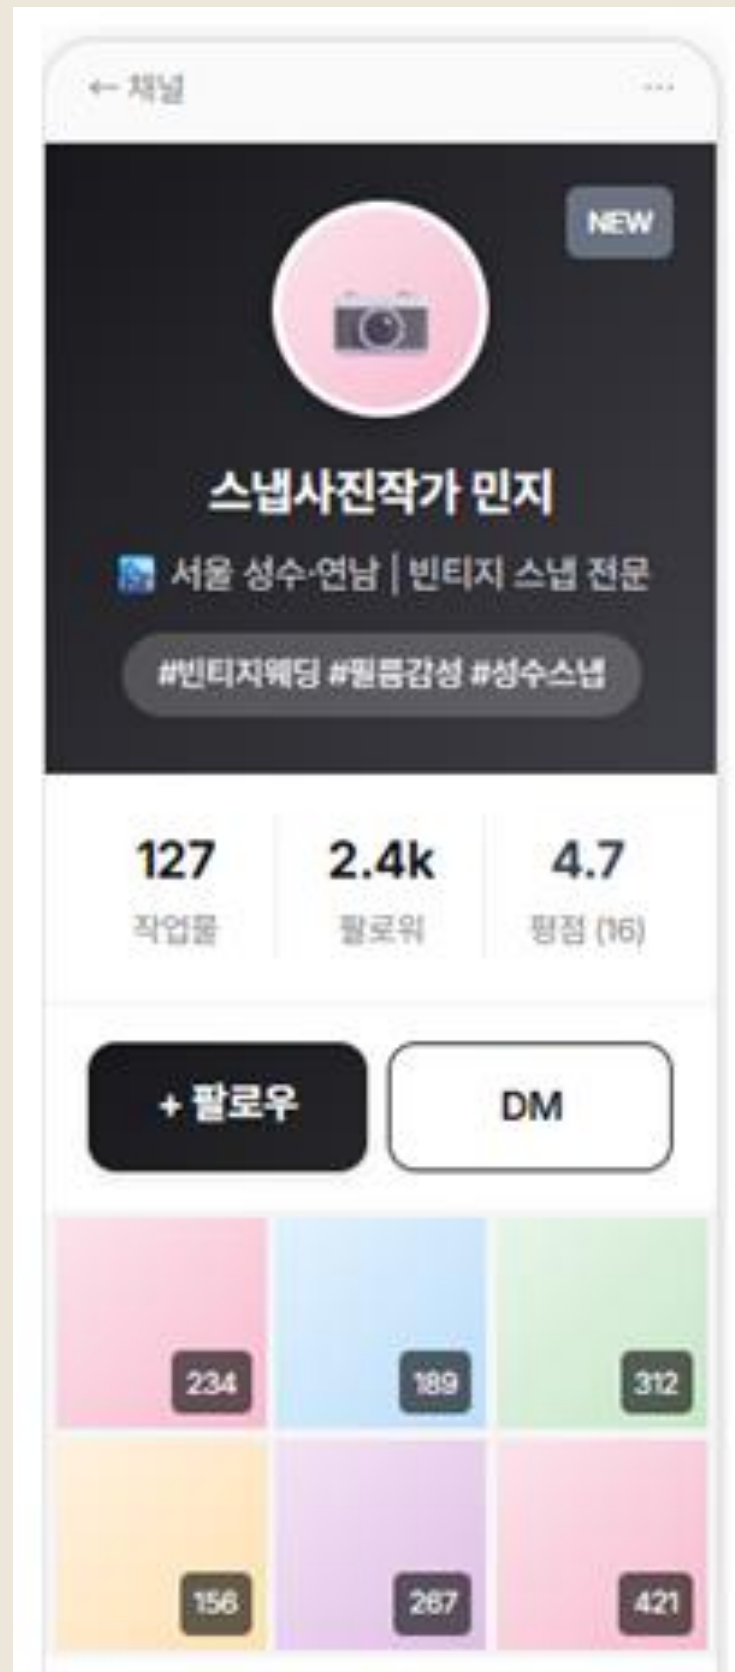 ← 채널 ...
NEW
스냅사진작가 민지
서울 성수·연남 | 빈티지 스냅 전문
#빈티지웨딩 #필름감성 #성수스냅
127 2.4k 4.7
작업물 팔로워 평점 (16)
+ 팔로우 DM
234 189 312
156 267 421